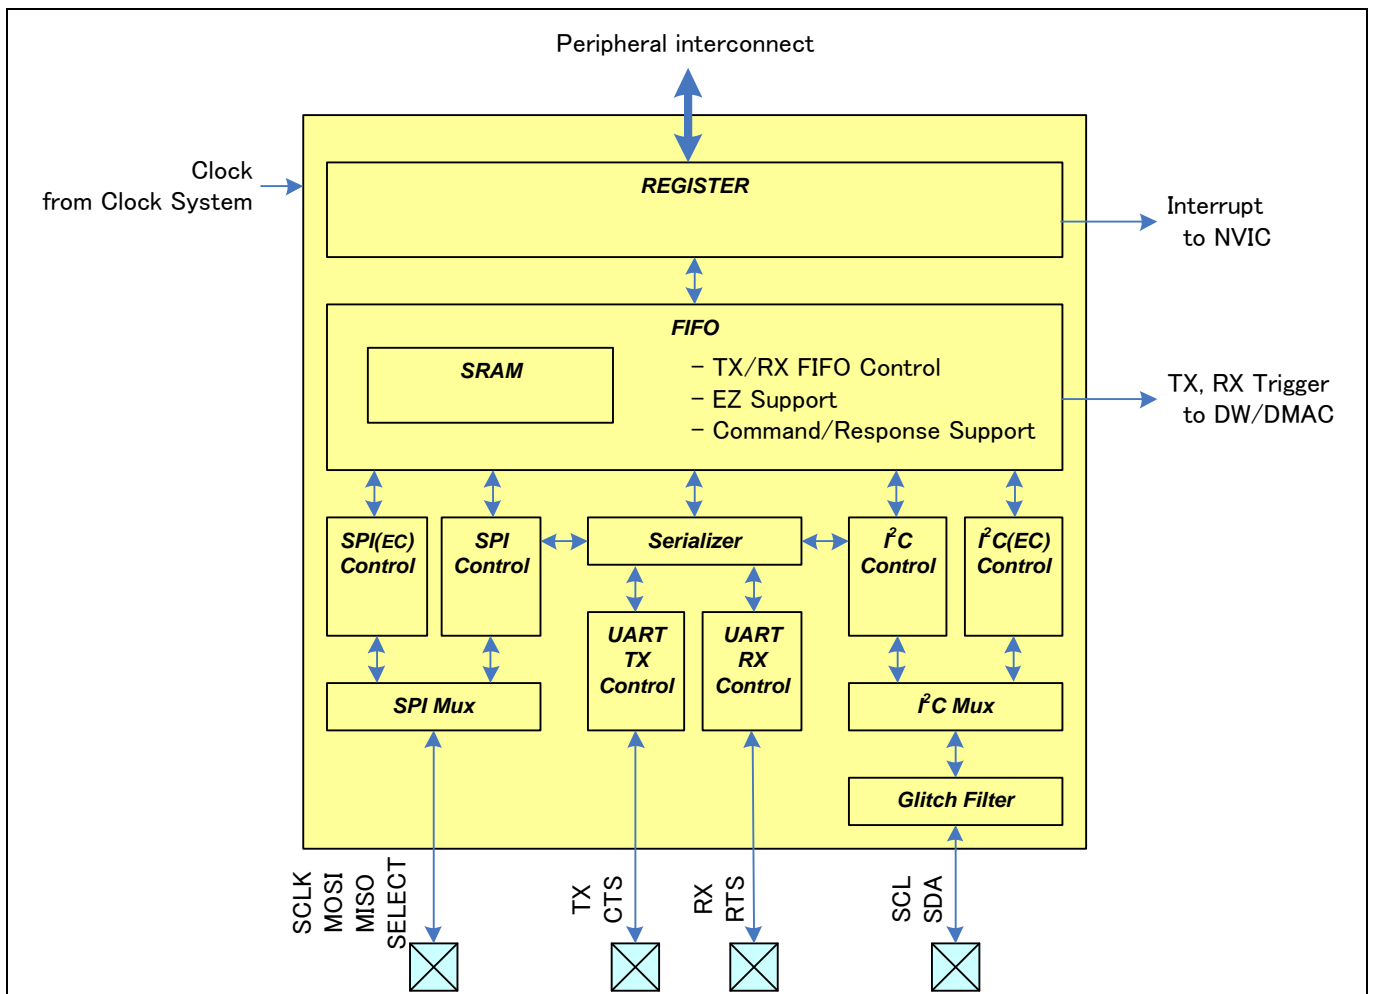 Peripheral interconnect
Clock
from Clock System
REGISTER
Interrupt
to NVIC
FIFO
SRAM
- TX/RX FIFO Control
- EZ Support
- Command/Response Support
TX, RX Trigger
to DW/DMAC
SPI(EC)
Control
SPI
Control
Serializer
I²C
Control
I²C(EC)
Control
UART
TX
Control
UART
RX
Control
SPI Mux
I²C Mux
Glitch Filter
SCLK
MOSI
MISO
SELECT
TX
CTS
RX
RTS
SCL
SDA